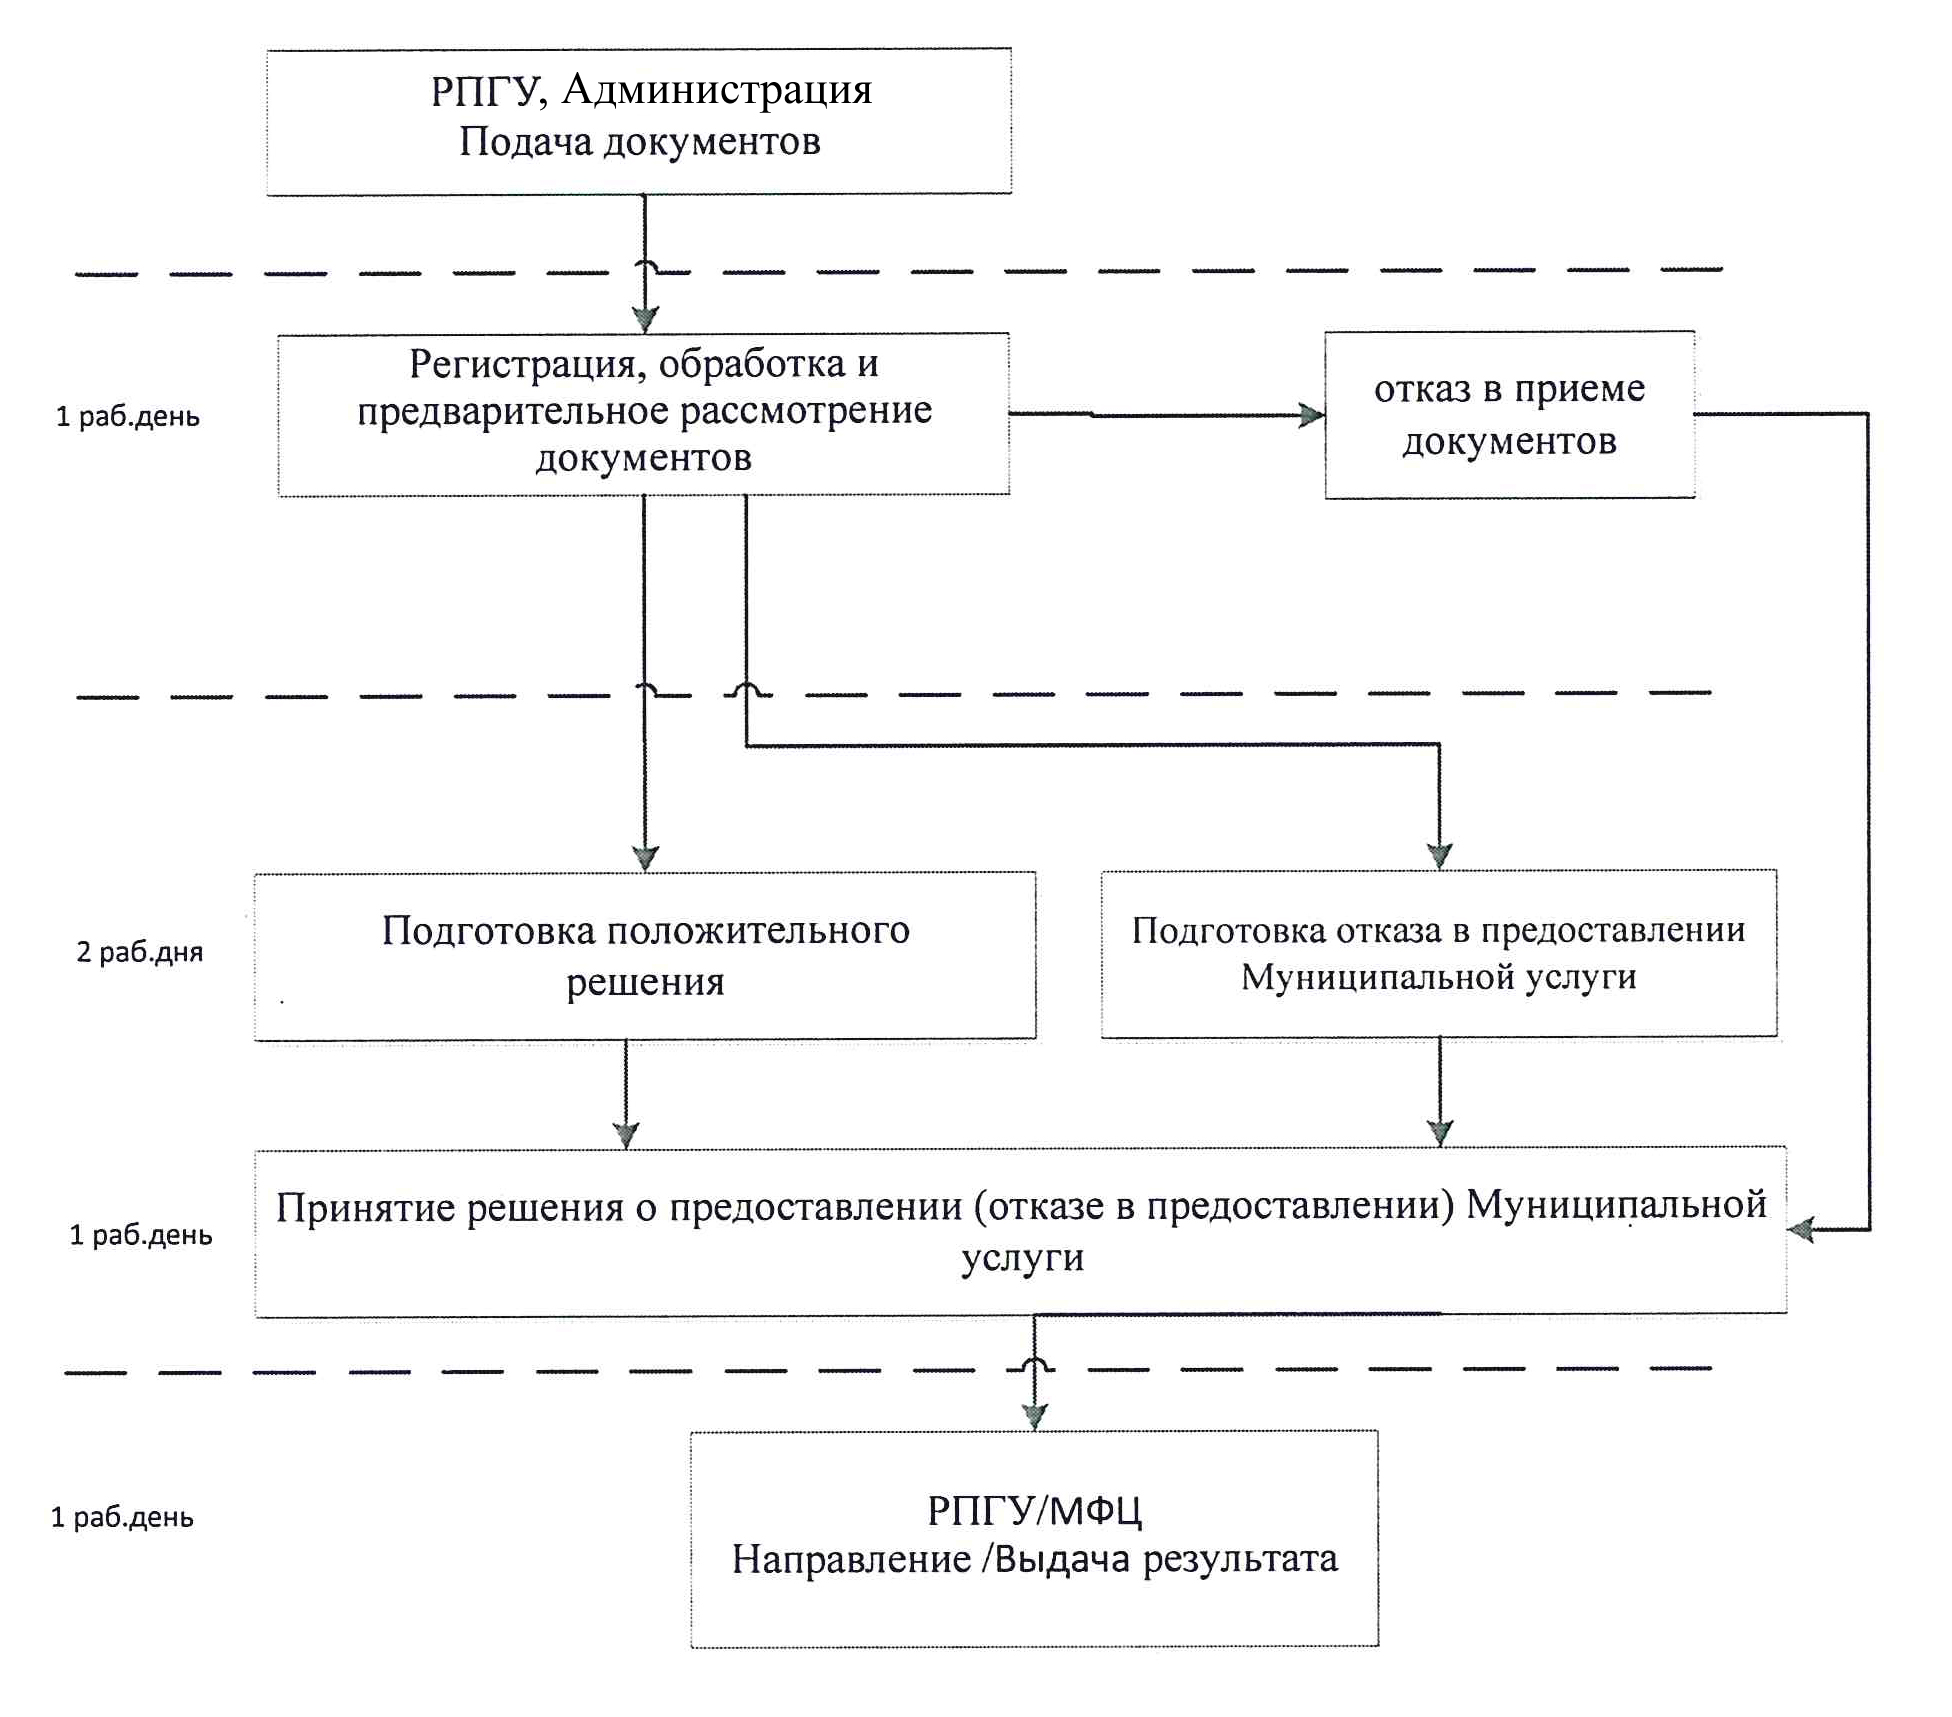 РПГУ, Администрация
Подача документов
1 раб.день
Регистрация, обработка и
предварительное рассмотрение
документов
отказ в приеме
документов
2 раб.дня
Подготовка положительного
решения
Подготовка отказа в предоставлении
Муниципальной услуги
1 раб.день
Принятие решения о предоставлении (отказе в предоставлении) Муниципальной
услуги
1 раб.день
РПГУ/МФЦ
Направление /Выдача результата